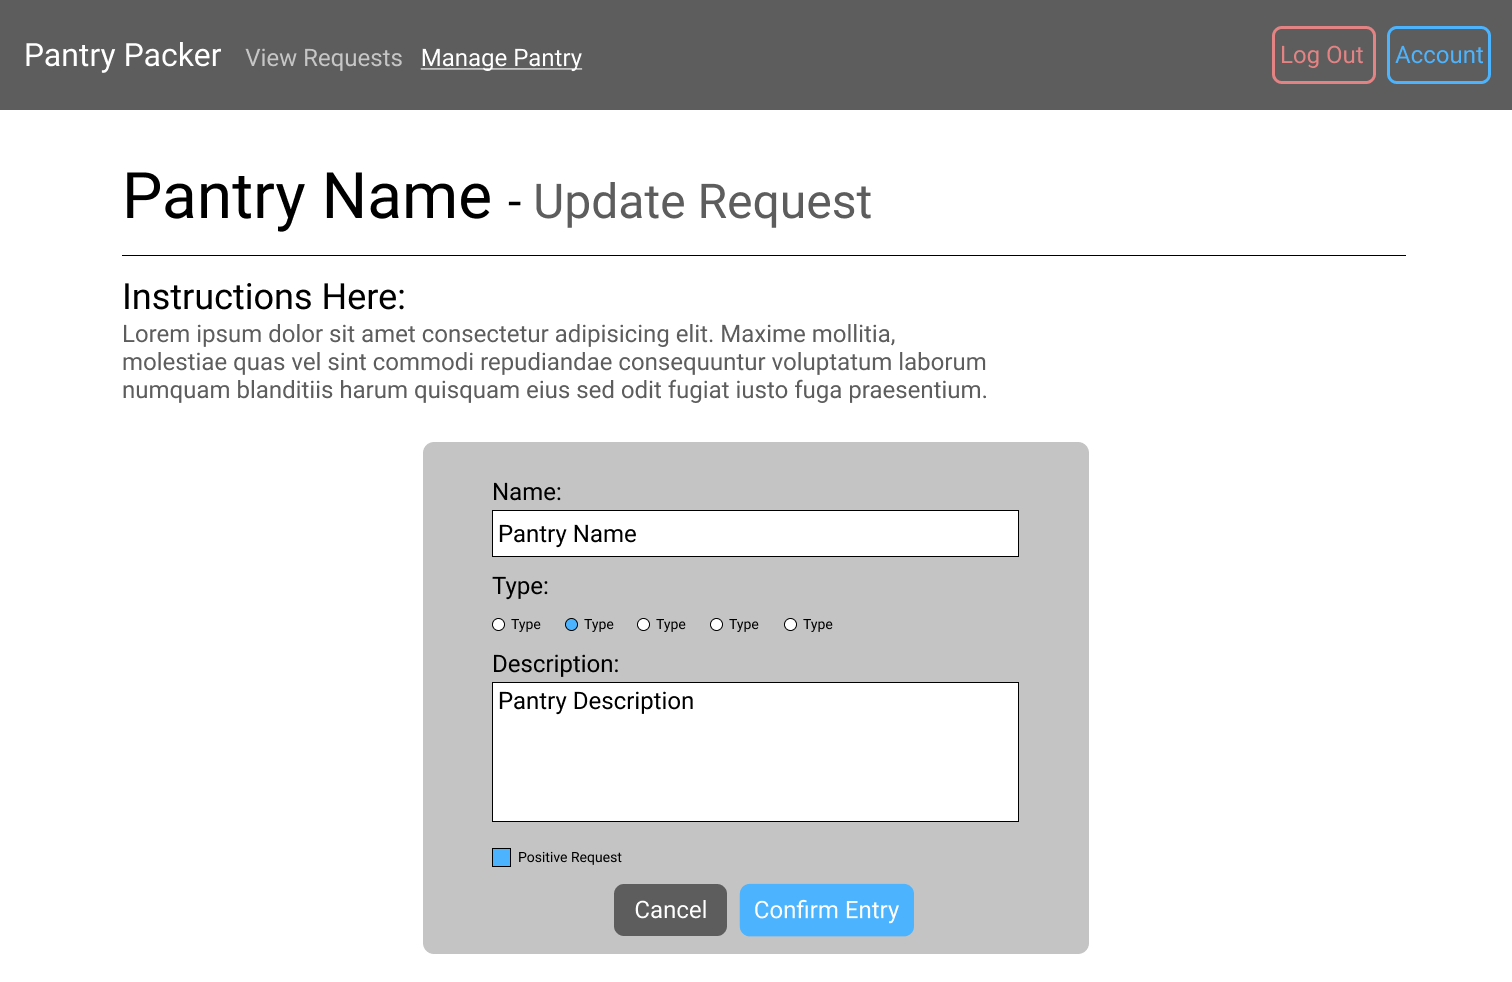 Pantry Packer View Requests Manage Pantry Log Out Account
Pantry Name - Update Request
Instructions Here:
Lorem ipsum dolor sit amet consectetur adipisicing elit. Maxime mollitia,
molestiae quas vel sint commodi repudiandae consequuntur voluptatum laborum
numquam blanditiis harum quisquam eius sed odit fugiat iusto fuga praesentium.
Name:
Pantry Name
Type:
Type Type Type Type Type
Description:
Pantry Description
Positive Request
Cancel Confirm Entry